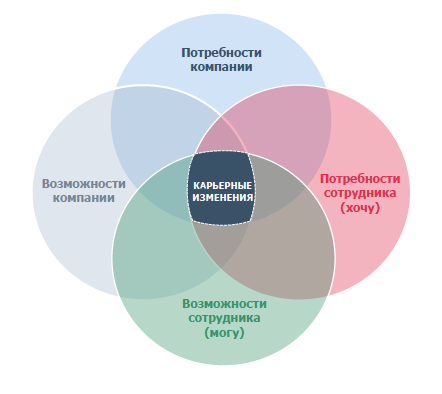 Потребности
компании
Возможности
компании
КАРЬЕРНЫЕ
ИЗМЕНЕНИЯ
Потребности
сотрудника
(хочу)
Возможности
сотрудника
(могу)